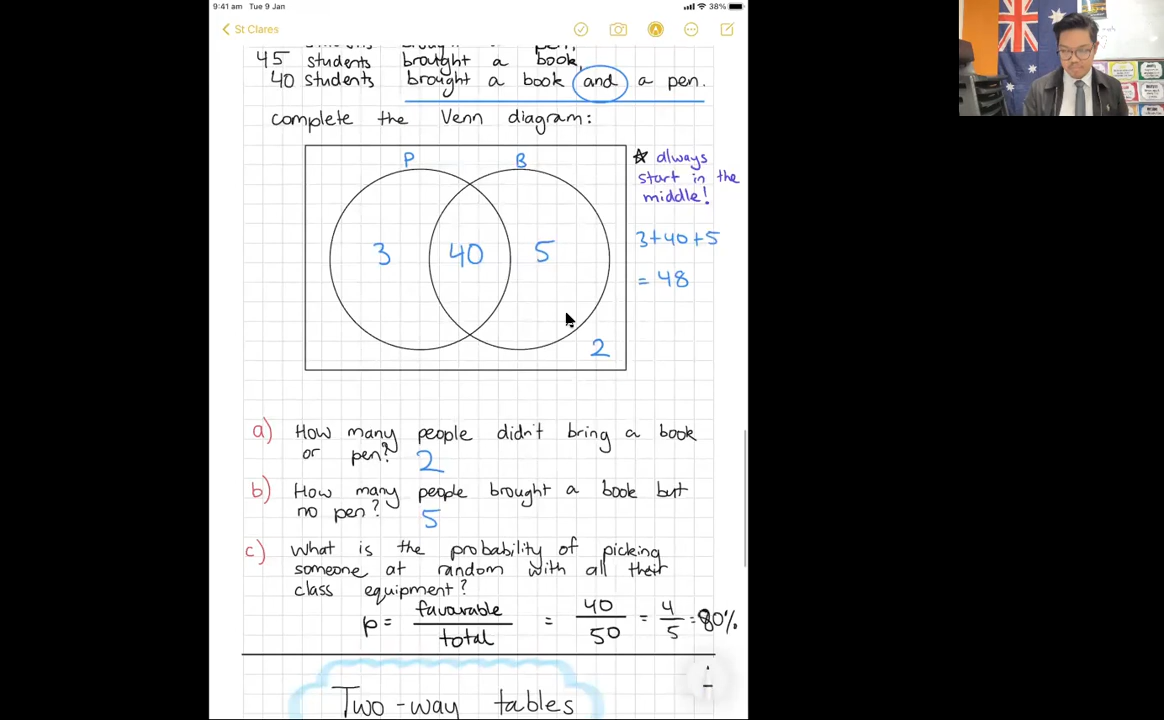 9:41 am Tue 9 Jan
38%
St Clares
pen,
45 students brought a book,
40 students brought a book and a pen.
complete the Venn diagram:
P B
☆ always
start in the
middle!
3 40 5
3+40+5
= 48
2
a) How many people didn't bring a book
or pen? 2
b) How many people brought a book but
no pen? 5
c) What is the probability of picking
someone at random with all their
class equipment?
p = favourable / total = 40/50 = 4/5 = 80%
Two-way tables